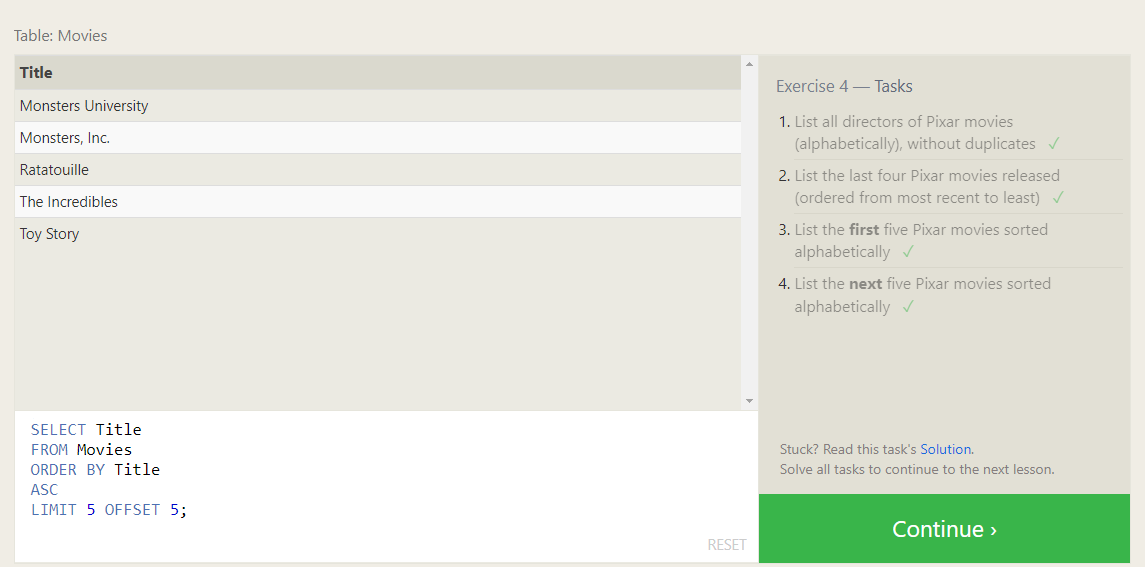 Table: Movies
Title
Monsters University
Monsters, Inc.
Ratatouille
The Incredibles
Toy Story
SELECT Title
FROM Movies
ORDER BY Title
ASC
LIMIT 5 OFFSET 5;
RESET
Exercise 4 — Tasks
1. List all directors of Pixar movies
(alphabetically), without duplicates ✓
2. List the last four Pixar movies released
(ordered from most recent to least) ✓
3. List the first five Pixar movies sorted
alphabetically ✓
4. List the next five Pixar movies sorted
alphabetically ✓
Stuck? Read this task's Solution.
Solve all tasks to continue to the next lesson.
Continue ›